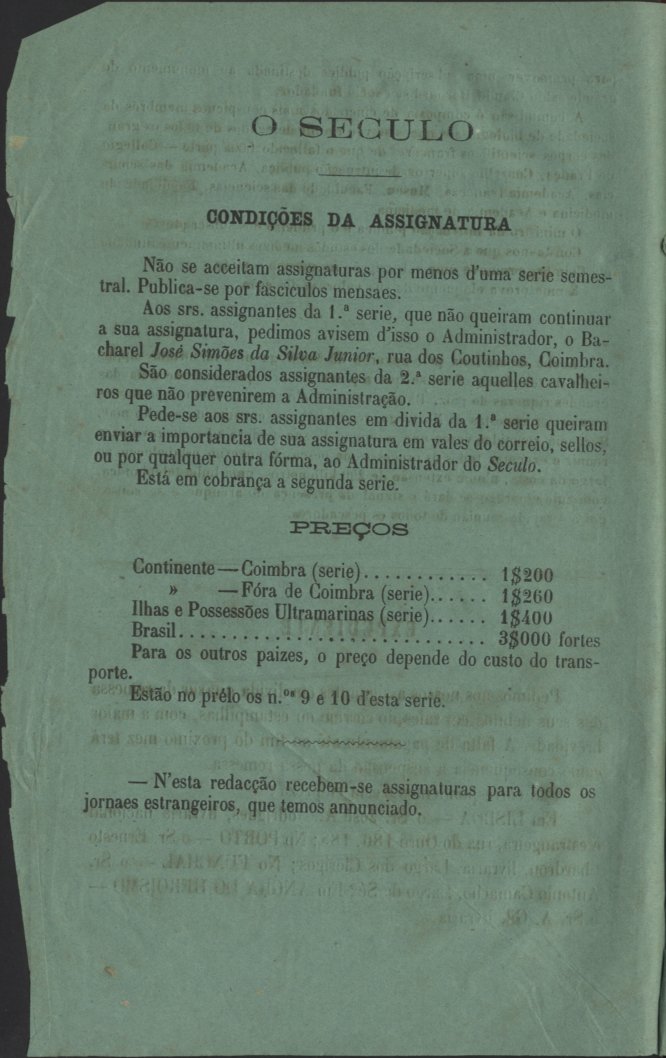 O SECULO
CONDIÇÕES DA ASSIGNATURA
Não se acceitam assignaturas por menos d'uma serie semes-
tral. Publica-se por fasciculos mensaes.
Aos srs. assignantes da 1.ª serie, que não queiram continuar
a sua assignatura, pedimos avisem d'isso o Administrador, o Ba-
charel José Simões da Silva Junior, rua dos Coutinhos, Coimbra.
São considerados assignantes da 2.ª serie aquelles cavalhei-
ros que não prevenirem a Administração.
Pede-se aos srs. assignantes em divida da 1.ª serie queiram
enviar a importancia de sua assignatura em vales do correio, sellos,
ou por qualquer outra fórma, ao Administrador do Seculo.
Está em cobrança a segunda serie.
PREÇOS
Continente — Coimbra (serie)............ 1$200
» — Fóra de Coimbra (serie)...... 1$260
Ilhas e Possessões Ultramarinas (serie)...... 1$400
Brasil.............................. 3$000 fortes
Para os outros paizes, o preço depende do custo do trans-
porte.
Estão no prélo os n.ºˢ 9 e 10 d'esta serie.
— N'esta redacção recebem-se assignaturas para todos os
jornaes estrangeiros, que temos annunciado.